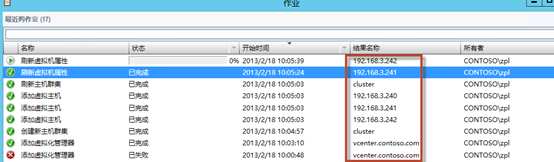 作业
最近的作业 (17)
名称 状态 开始时间 结果名称 所有者
刷新虚拟机属性 0% 2013/2/18 10:05:39 192.168.3.242 CONTOSO\zpl
刷新虚拟机属性 已完成 2013/2/18 10:05:24 192.168.3.241 CONTOSO\zpl
刷新主机群集 已完成 2013/2/18 10:05:03 cluster CONTOSO\zpl
添加虚拟主机 已完成 2013/2/18 10:05:03 192.168.3.240 CONTOSO\zpl
添加虚拟主机 已完成 2013/2/18 10:05:03 192.168.3.241 CONTOSO\zpl
添加虚拟主机 已完成 2013/2/18 10:05:03 192.168.3.242 CONTOSO\zpl
创建新主机群集 已完成 2013/2/18 10:04:57 cluster CONTOSO\zpl
添加虚拟化管理器 已完成 2013/2/18 10:03:10 vcenter.contoso.com CONTOSO\zpl
添加虚拟化管理器 已失败 2013/2/18 10:00:48 vcenter.contoso.com CONTOSO\zpl